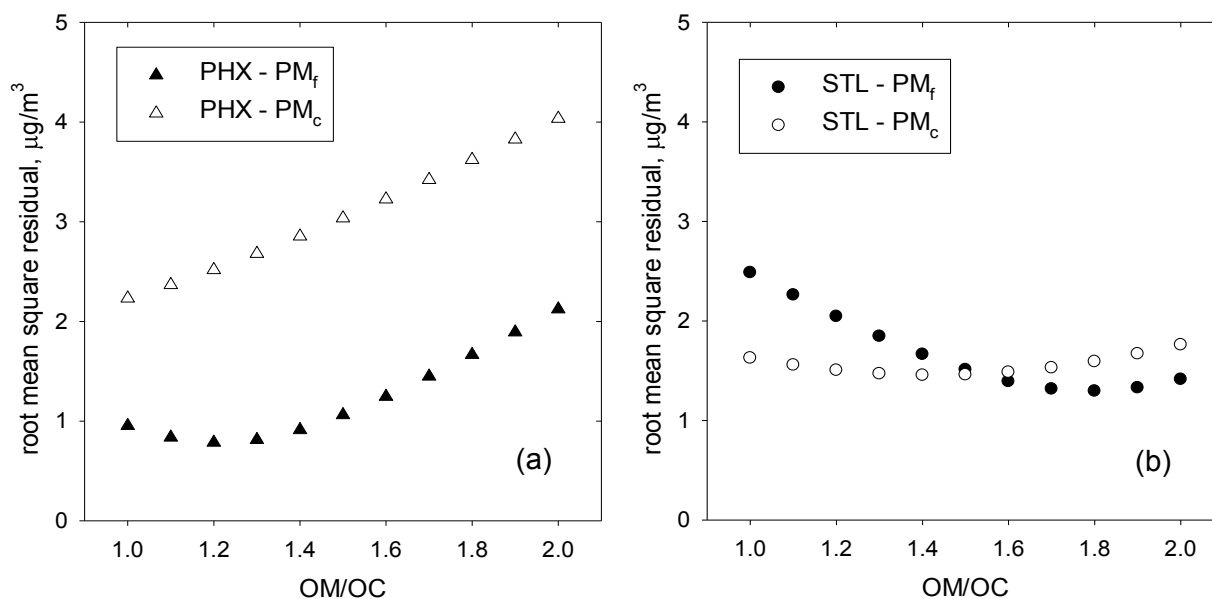 5
4
3
2
1
0
root mean square residual, μg/m³
PHX - PMf
PHX - PMc
(a)
1.0 1.2 1.4 1.6 1.8 2.0
OM/OC
5
4
3
2
1
0
root mean square residual, μg/m³
STL - PMf
STL - PMc
(b)
1.0 1.2 1.4 1.6 1.8 2.0
OM/OC